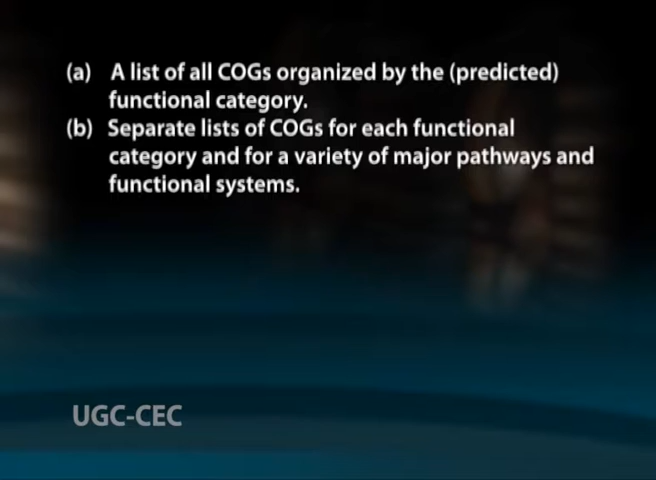 (a) A list of all COGs organized by the (predicted)
functional category.
(b) Separate lists of COGs for each functional
category and for a variety of major pathways and
functional systems.
UGC-CEC